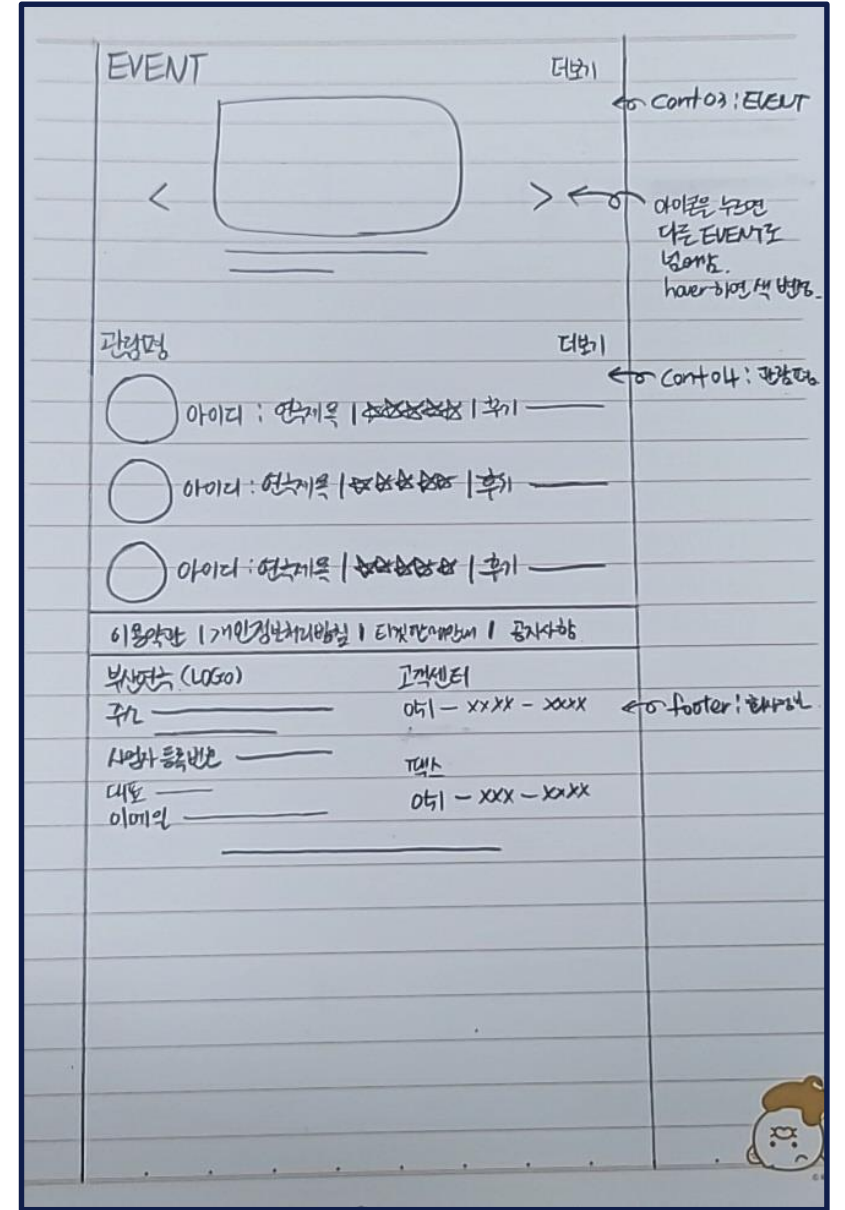 EVENT 더보기
← cont03 : EVENT
< > ← 아이콘을 누르면
다른 EVENT로
넘어감.
hover하면 색 변경.
관람평 더보기
← cont04 : 관람평
아이디 : 연극제목 | ☆☆☆☆☆ | 후기
아이디 : 연극제목 | ☆☆☆☆☆ | 후기
아이디 : 연극제목 | ☆☆☆☆☆ | 후기
이용약관 | 개인정보처리방침 | 티켓판매안내 | 공지사항
부산연극 (LOGO) 고객센터
주소 051 - xxxx - xxxx ← footer : 회사정보
사업자 등록번호 팩스
대표 051 - xxx - xxxx
이메일